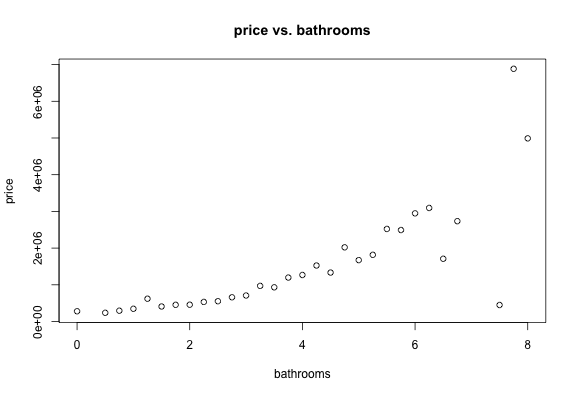 price vs. bathrooms
6e+06
4e+06
2e+06
0e+00
price
0 2 4 6 8
bathrooms